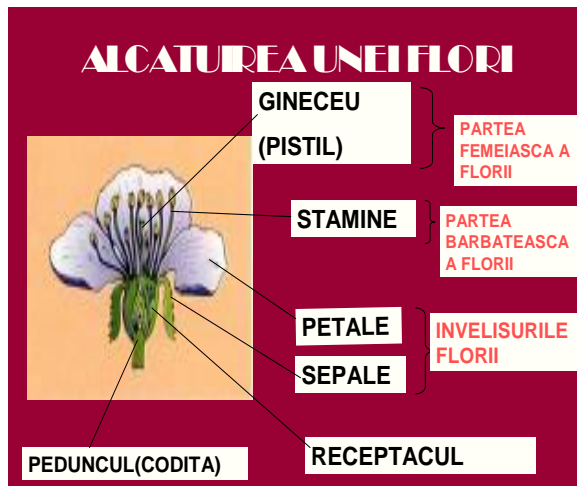 ALCATUIREA UNEI FLORI
GINECEU
(PISTIL)
PARTEA
FEMEIASCA A
FLORII
STAMINE
PARTEA
BARBATEASCA
A FLORII
PETALE
SEPALE
INVELISURILE
FLORII
PEDUNCUL(CODITA)
RECEPTACUL